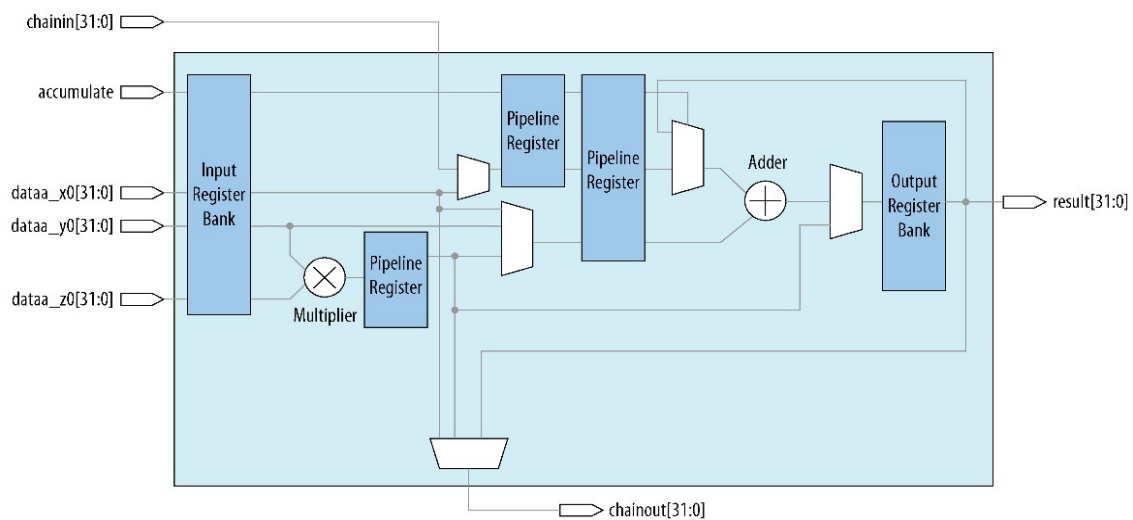 chainin[31:0]
accumulate
dataa_x0[31:0]
dataa_y0[31:0]
dataa_z0[31:0]
Input
Register
Bank
Multiplier
Pipeline
Register
Pipeline
Register
Pipeline
Register
Adder
Output
Register
Bank
result[31:0]
chainout[31:0]